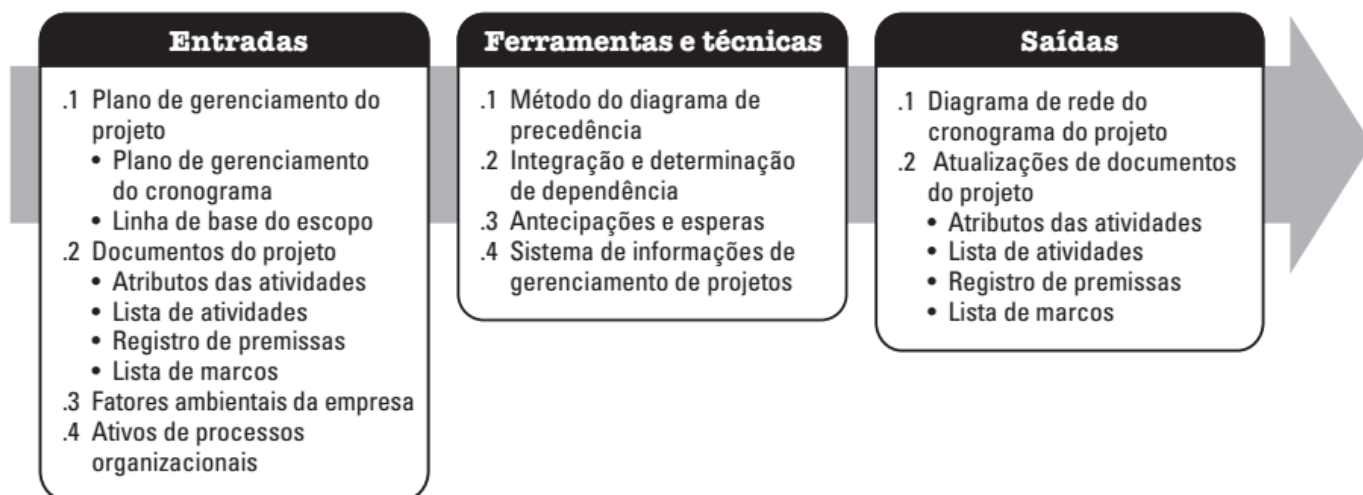 Entradas
.1 Plano de gerenciamento do
projeto
• Plano de gerenciamento
do cronograma
• Linha de base do escopo
.2 Documentos do projeto
• Atributos das atividades
• Lista de atividades
• Registro de premissas
• Lista de marcos
.3 Fatores ambientais da empresa
.4 Ativos de processos
organizacionais
Ferramentas e técnicas
.1 Método do diagrama de
precedência
.2 Integração e determinação
de dependência
.3 Antecipações e esperas
.4 Sistema de informações de
gerenciamento de projetos
Saídas
.1 Diagrama de rede do
cronograma do projeto
.2 Atualizações de documentos
do projeto
• Atributos das atividades
• Lista de atividades
• Registro de premissas
• Lista de marcos